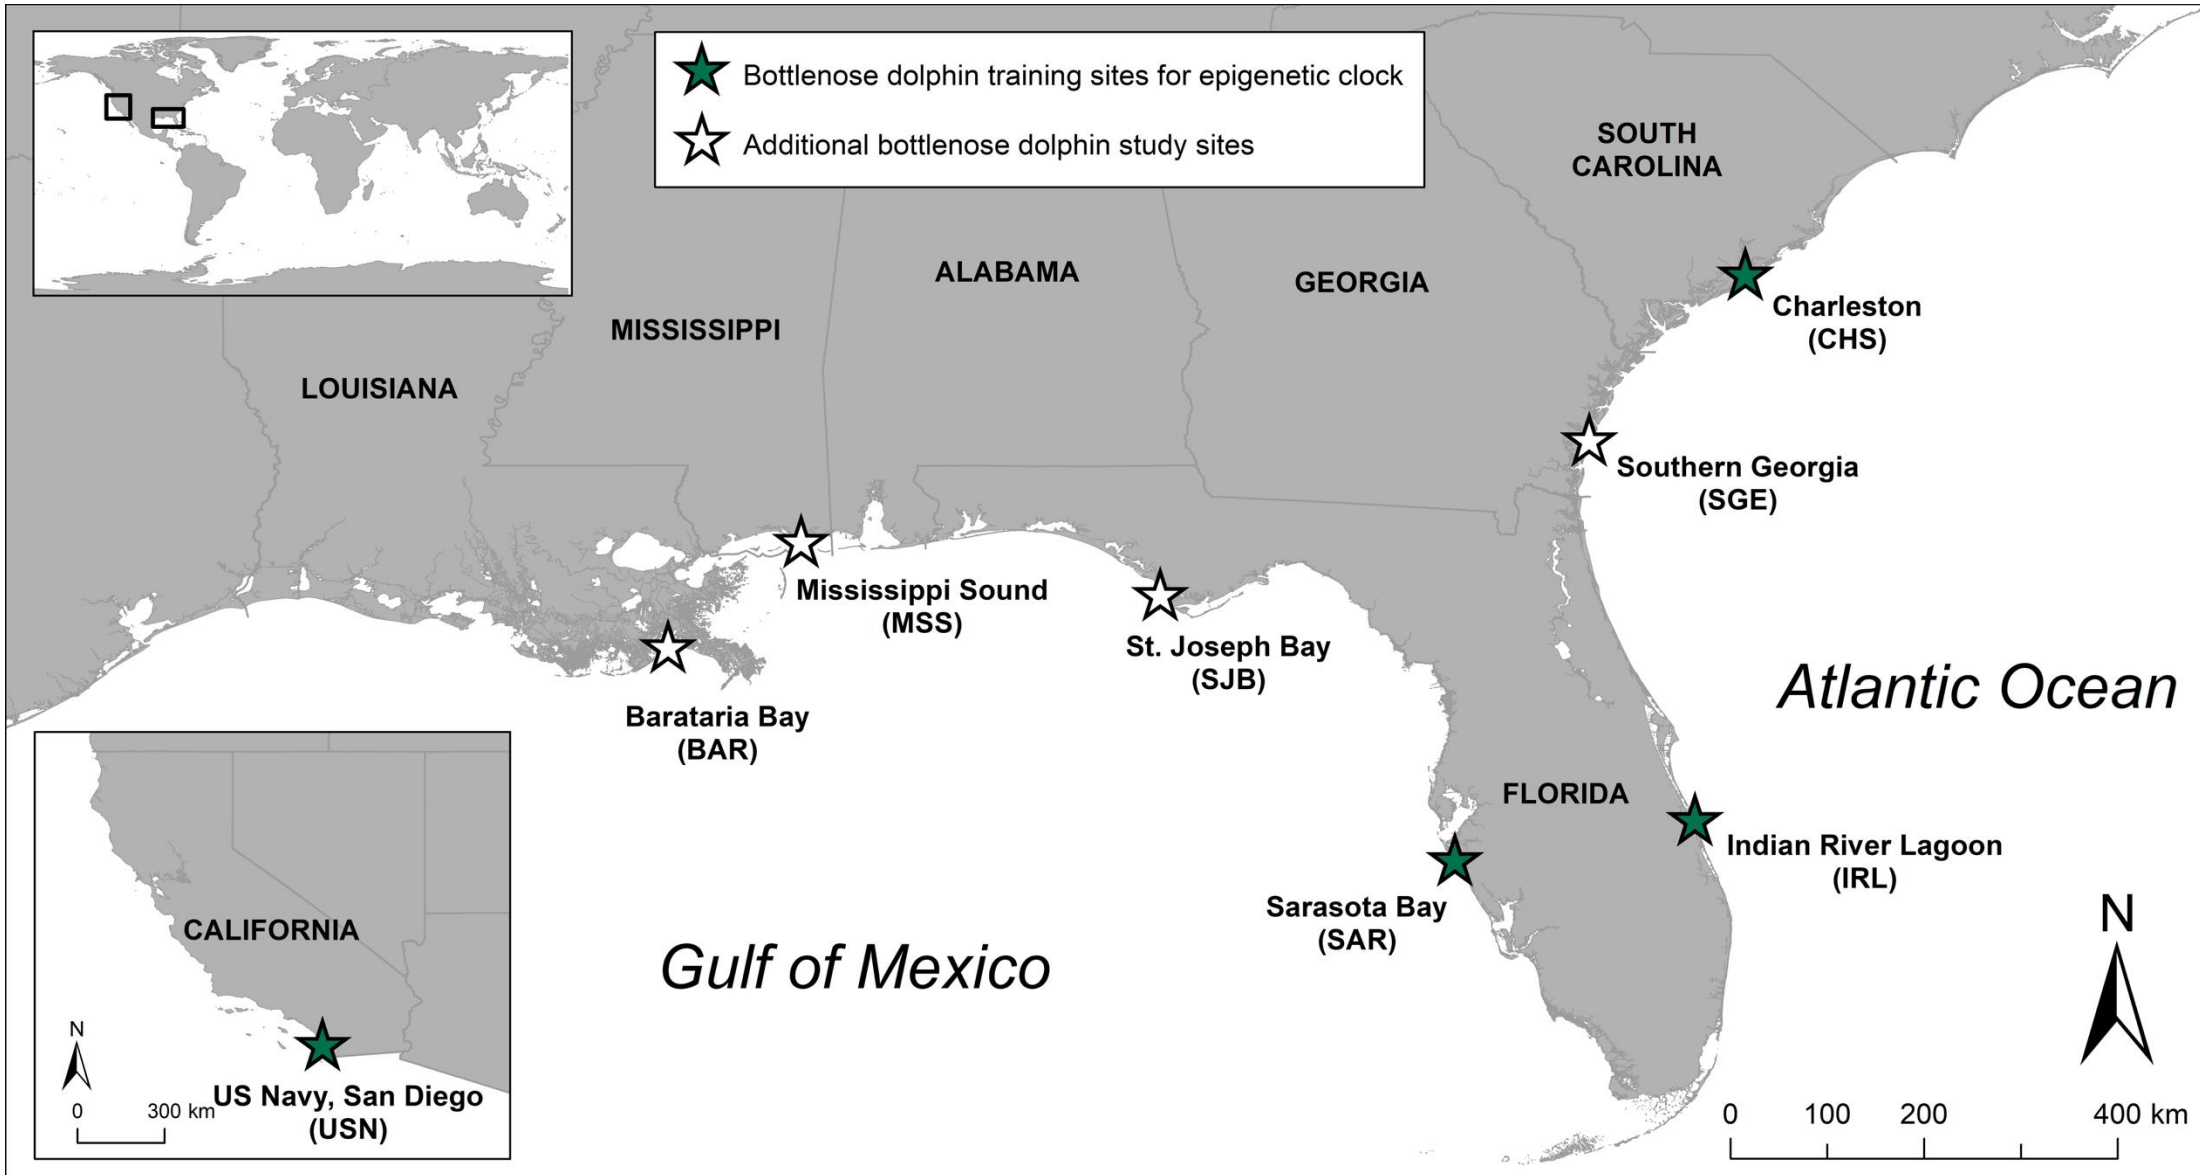 Bottlenose dolphin training sites for epigenetic clock
Additional bottlenose dolphin study sites
SOUTH
CAROLINA
ALABAMA
GEORGIA
MISSISSIPPI
LOUISIANA
Charleston
(CHS)
Southern Georgia
(SGE)
Mississippi Sound
(MSS)
St. Joseph Bay
(SJB)
Barataria Bay
(BAR)
Atlantic Ocean
FLORIDA
Indian River Lagoon
(IRL)
Sarasota Bay
(SAR)
Gulf of Mexico
CALIFORNIA
US Navy, San Diego
(USN)
N
0 300 km
N
0 100 200 400 km